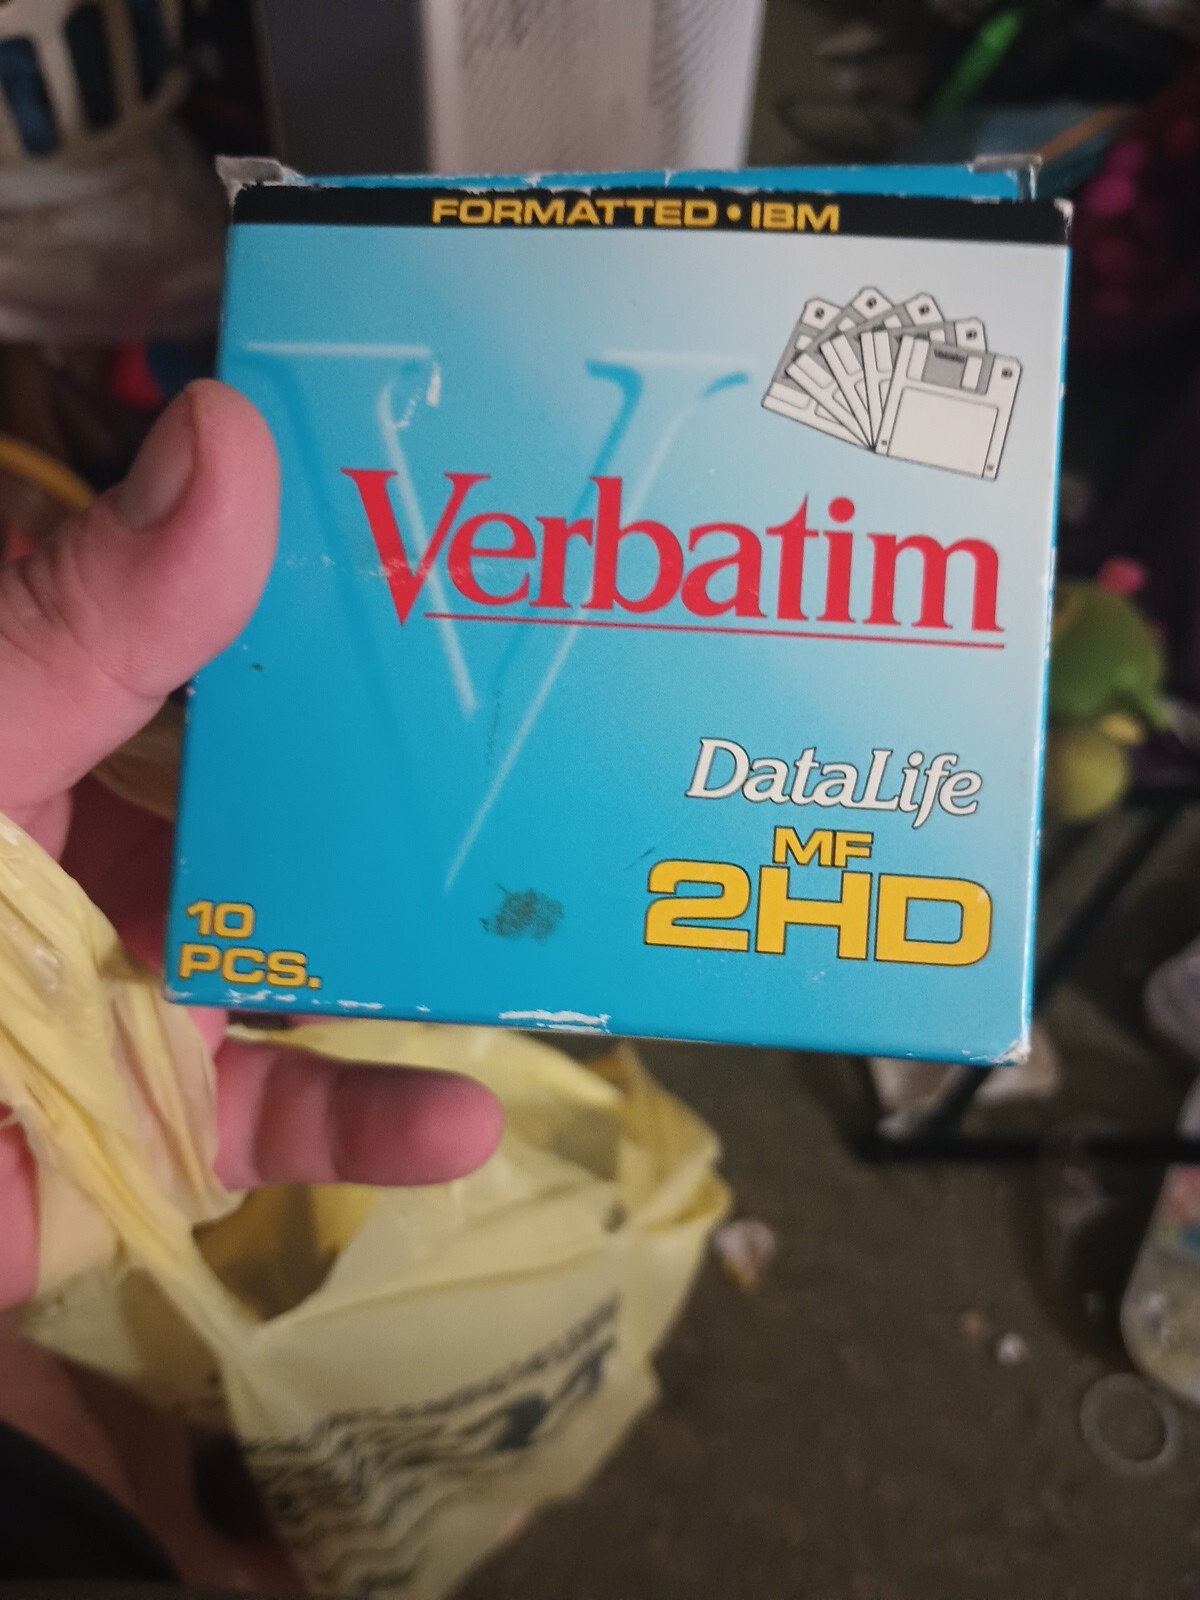 FORMATTED • IBM
Verbatim
DataLife
MF
2HD
10
PCS.